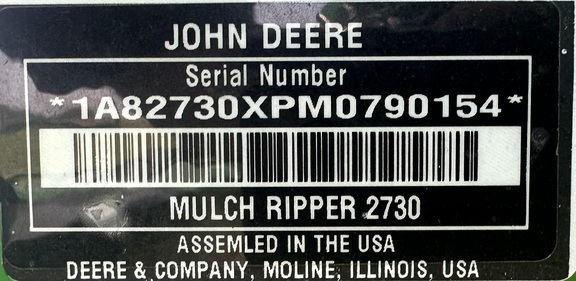 JOHN DEERE
Serial Number
*1A82730XPM0790154*
MULCH RIPPER 2730
ASSEMLED IN THE USA
DEERE & COMPANY, MOLINE, ILLINOIS, USA